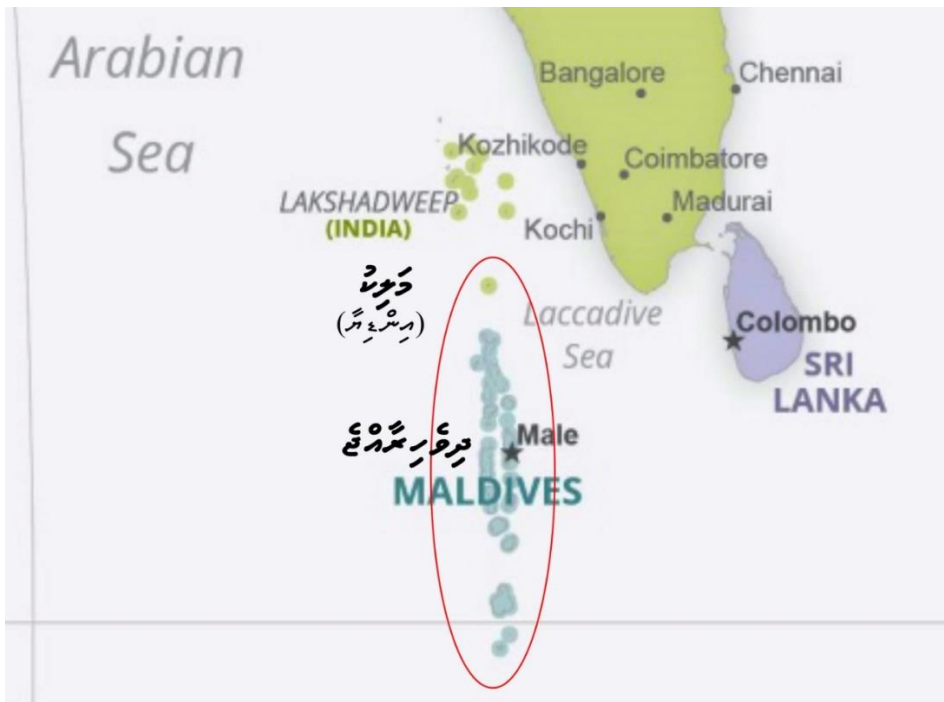 Arabian
Sea
Bangalore
Chennai
Kozhikode
Coimbatore
LAKSHADWEEP
(INDIA)
Madurai
Kochi
މަލިކު
(އިންޑިޔާ)
Laccadive
Sea
Colombo
SRI
LANKA
ދިވެހިރާއްޖެ
Male
MALDIVES